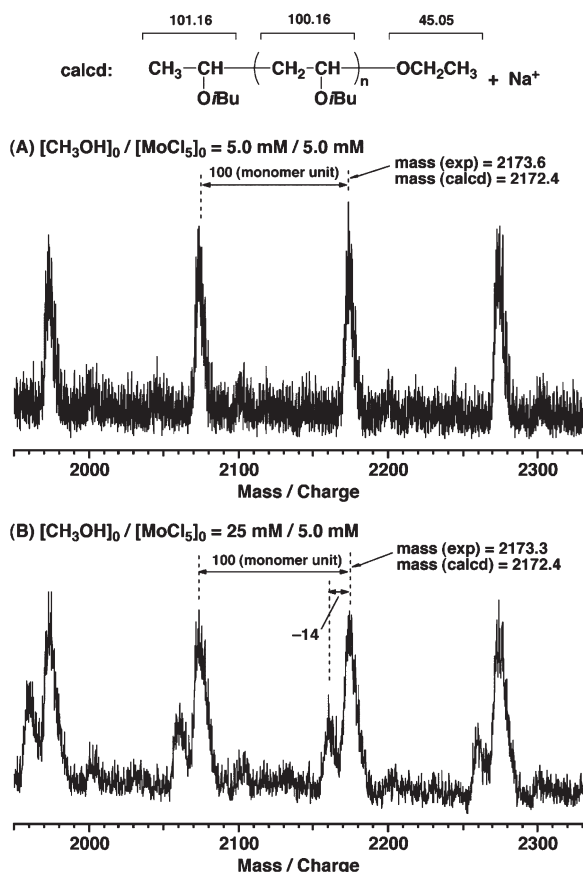 101.16 100.16 45.05
calcd: CH₃–CH–(CH₂–CH)n–OCH₂CH₃ + Na⁺
OiBu OiBu
(A) [CH₃OH]₀ / [MoCl₅]₀ = 5.0 mM / 5.0 mM
100 (monomer unit)
mass (exp) = 2173.6
mass (calcd) = 2172.4
2000 2100 2200 2300
Mass / Charge
(B) [CH₃OH]₀ / [MoCl₅]₀ = 25 mM / 5.0 mM
100 (monomer unit)
mass (exp) = 2173.3
mass (calcd) = 2172.4
–14
2000 2100 2200 2300
Mass / Charge